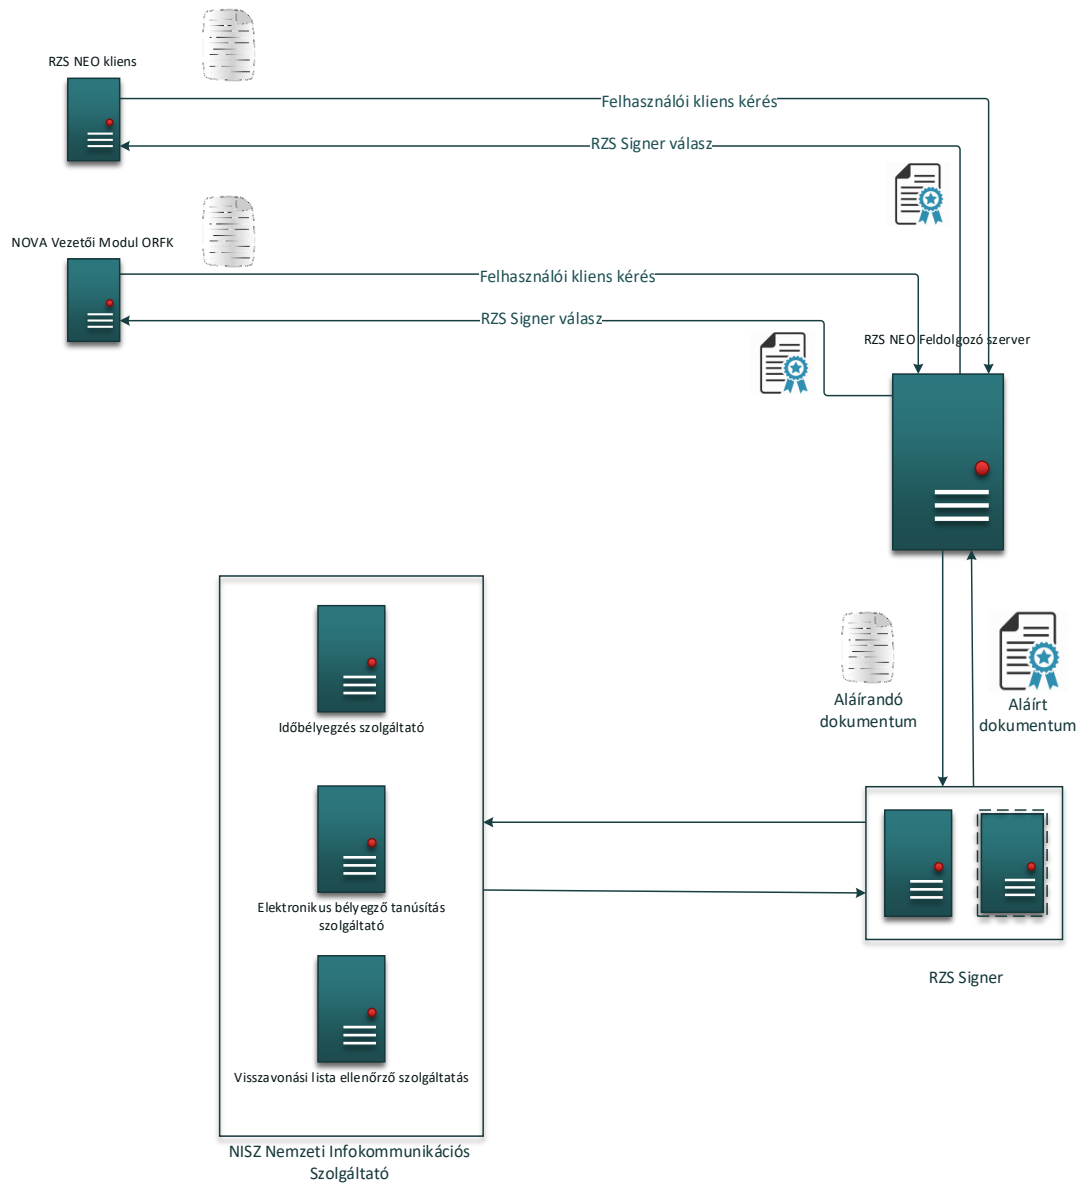 RZS NEO kliens
Felhasználói kliens kérés
RZS Signer válasz
NOVA Vezetői Modul ORFK
Felhasználói kliens kérés
RZS Signer válasz
RZS NEO Feldolgozó szerver
Aláírandó
dokumentum
Aláírt
dokumentum
Időbélyegzés szolgáltató
Elektronikus bélyegző tanúsítás
szolgáltató
RZS Signer
Visszavonási lista ellenőrző szolgáltatás
NISZ Nemzeti Infokommunikációs
Szolgáltató